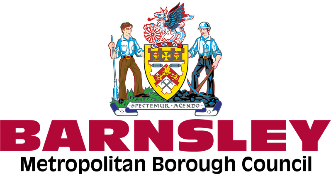 SPECTEMUR·AGENDO
BARNSLEY
Metropolitan Borough Council